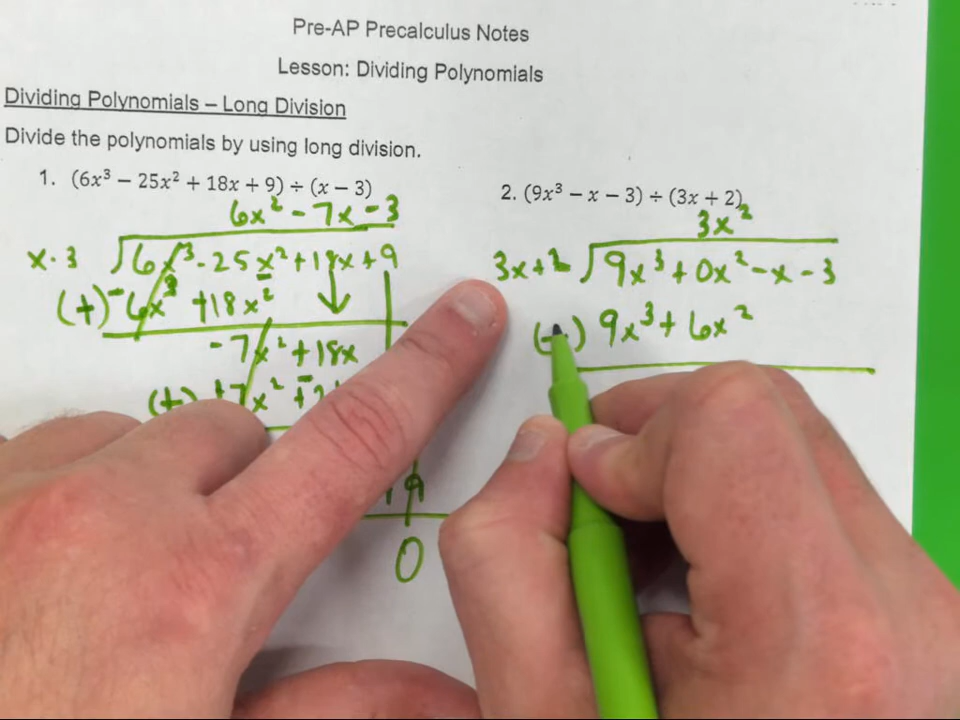 Pre-AP Precalculus Notes
Lesson: Dividing Polynomials
Dividing Polynomials – Long Division
Divide the polynomials by using long division.
1. (6x³ − 25x² + 18x + 9) ÷ (x − 3)
6x² - 7x - 3
x - 3 √6x³ - 25x² + 18x + 9
(+) -6x³ +18x²
-7x² + 18x
(+) +7x²
0
2. (9x³ − x − 3) ÷ (3x + 2)
3x²
3x+2 √9x³ + 0x² - x - 3
(-) 9x³ + 6x²